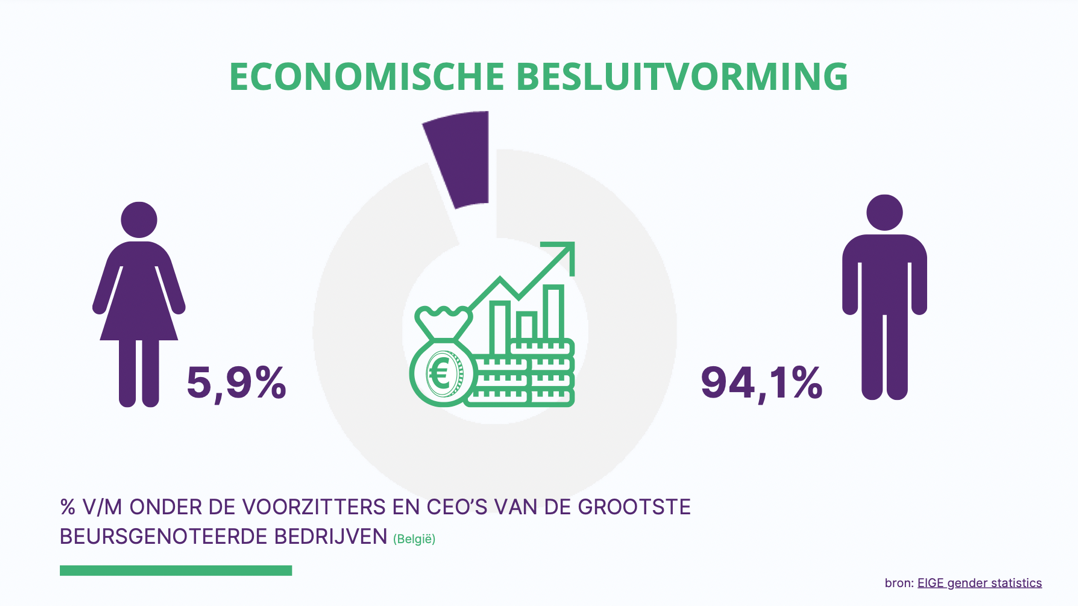 ECONOMISCHE BESLUITVORMING
€
5,9%
94,1%
% V/M ONDER DE VOORZITTERS EN CEO’S VAN DE GROOTSTE
BEURSGENOTEERDE BEDRIJVEN (België)
bron: EIGE gender statistics